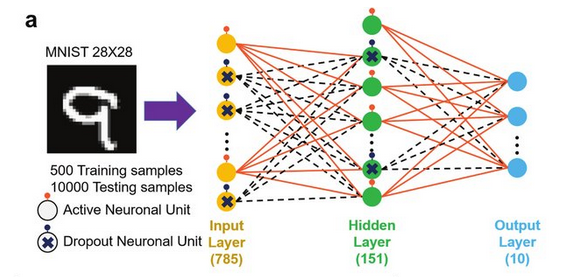 a
MNIST 28X28
500 Training samples
10000 Testing samples
Active Neuronal Unit
Dropout Neuronal Unit
Input
Layer
(785)
Hidden
Layer
(151)
Output
Layer
(10)